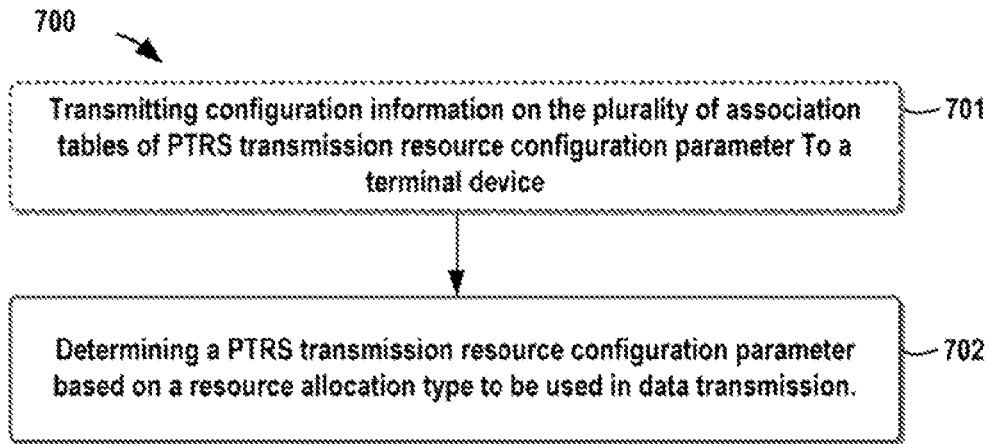 700
Transmitting configuration information on the plurality of association
tables of PTRS transmission resource configuration parameter To a
terminal device
701
Determining a PTRS transmission resource configuration parameter
based on a resource allocation type to be used in data transmission.
702